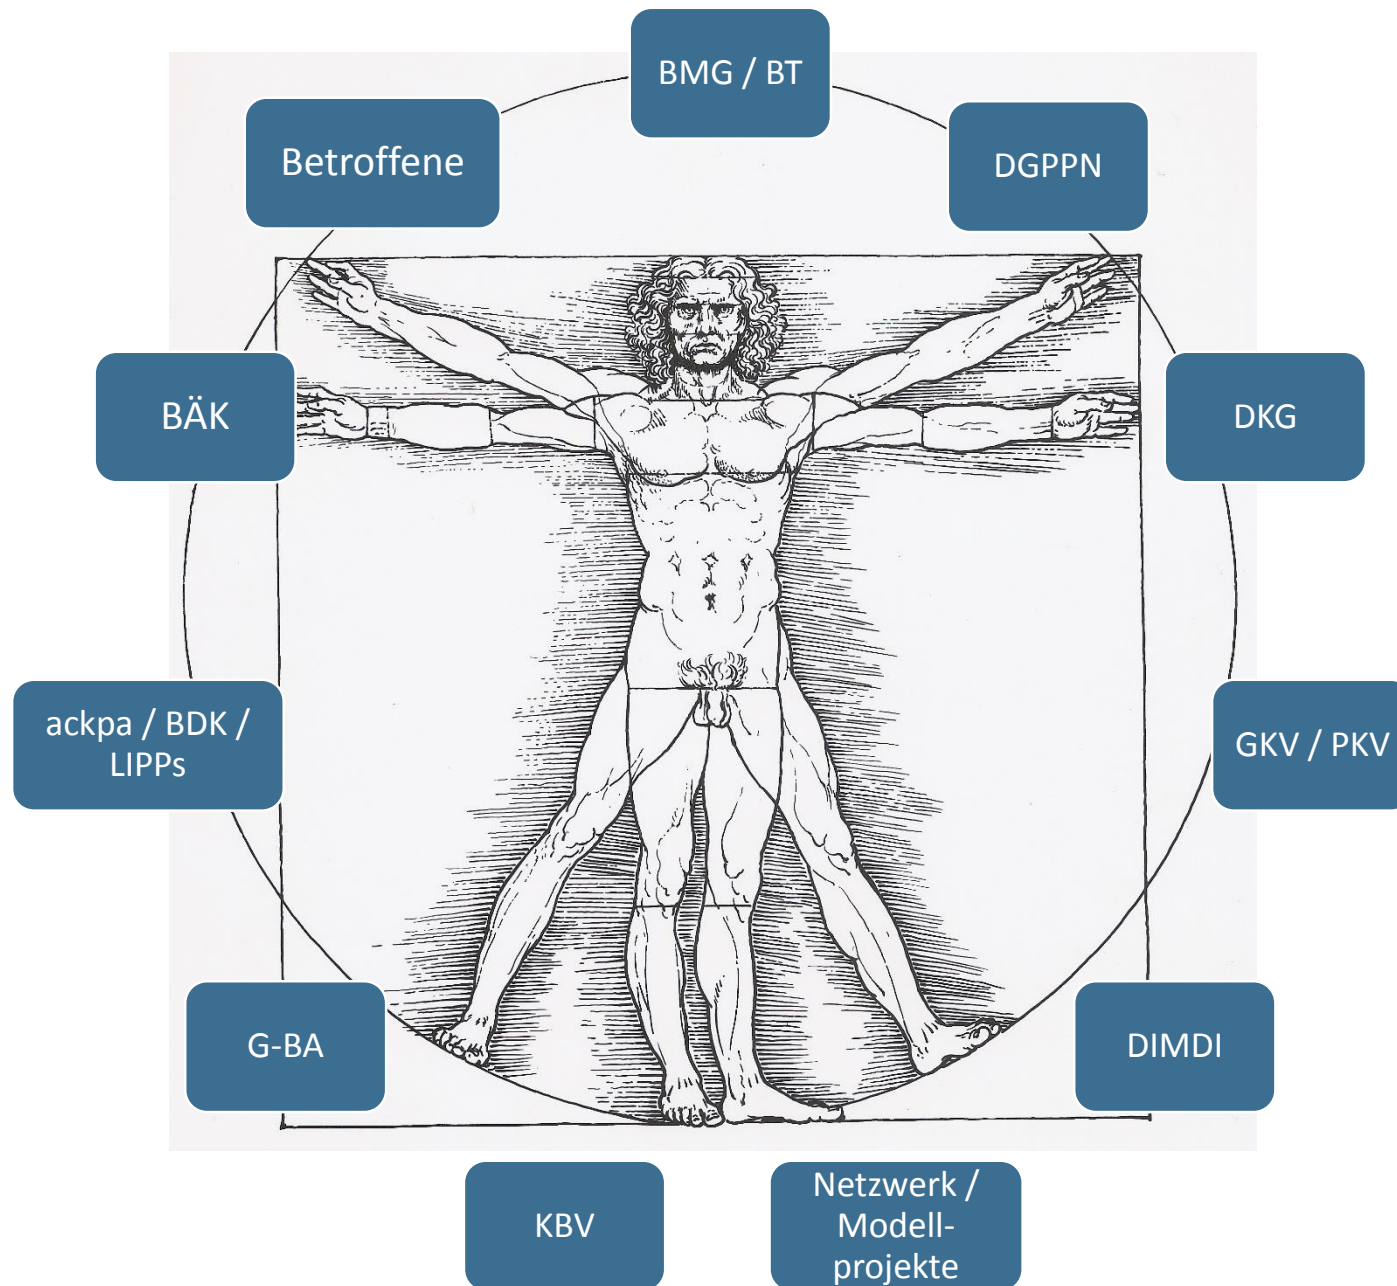 BMG / BT
Betroffene
DGPPN
BÄK
DKG
ackpa / BDK /
LIPPs
GKV / PKV
G-BA
DIMDI
KBV
Netzwerk /
Modell-
projekte